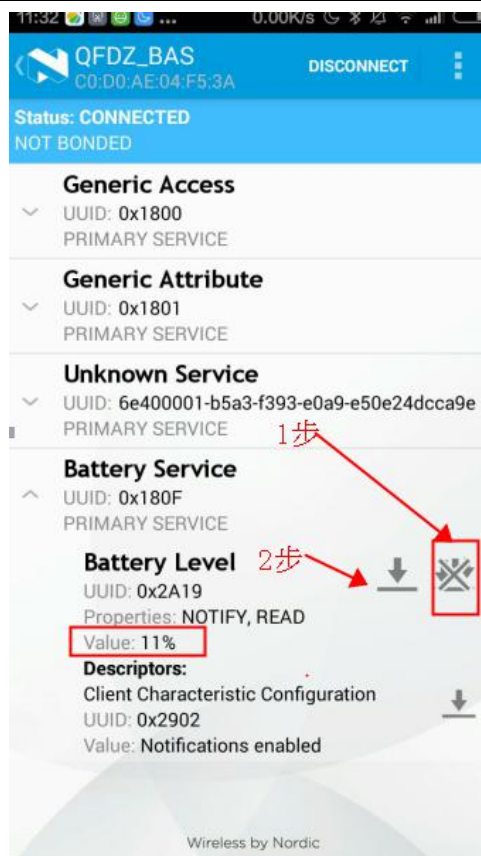 11:32 ... 0.00K/s
QFDZ_BAS
C0:D0:AE:04:F5:3A
DISCONNECT
Status: CONNECTED
NOT BONDED
Generic Access
UUID: 0x1800
PRIMARY SERVICE
Generic Attribute
UUID: 0x1801
PRIMARY SERVICE
Unknown Service
UUID: 6e400001-b5a3-f393-e0a9-e50e24dcca9e
PRIMARY SERVICE
1步
Battery Service
UUID: 0x180F
PRIMARY SERVICE
Battery Level
2步
UUID: 0x2A19
Properties: NOTIFY, READ
Value: 11%
Descriptors:
Client Characteristic Configuration
UUID: 0x2902
Value: Notifications enabled
Wireless by Nordic